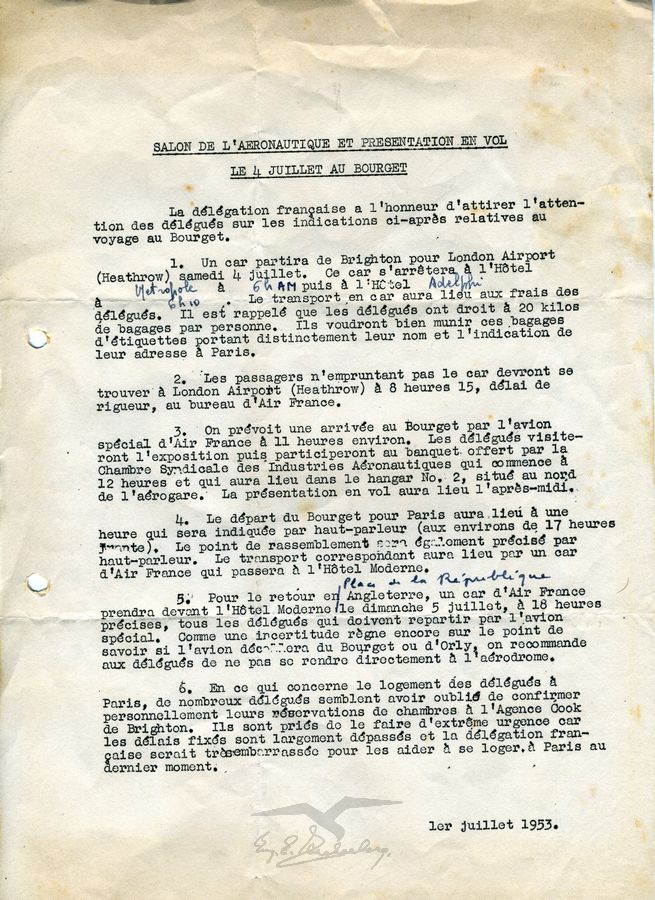 SALON DE L'AERONAUTIQUE ET PRESENTATION EN VOL
LE 4 JUILLET AU BOURGET
La délégation française a l'honneur d'attirer l'atten-
tion des délégués sur les indications ci-après relatives au
voyage au Bourget.
1. Un car partira de Brighton pour London Airport
(Heathrow) samedi 4 juillet. Ce car s'arrêtera à l'Hôtel
Métropole à 6h AM puis à l'Hôtel Adelphi
à 6h10 . Le transport en car aura lieu aux frais des
délégués. Il est rappelé que les délégués ont droit à 20 kilos
de bagages par personne. Ils voudront bien munir ces bagages
d'étiquettes portant distinctement leur nom et l'indication de
leur adresse à Paris.
2. Les passagers n'empruntant pas le car devront se
trouver à London Airport (Heathrow) à 8 heures 15, délai de
rigueur, au bureau d'Air France.
3. On prévoit une arrivée au Bourget par l'avion
spécial d'Air France à 11 heures environ. Les délégués visite-
ront l'exposition puis participeront au banquet offert par la
Chambre Syndicale des Industries Aéronautiques qui commence à
12 heures et qui aura lieu dans le hangar No. 2, situé au nord
de l'aérogare. La présentation en vol aura lieu l'après-midi.
4. Le départ du Bourget pour Paris aura lieu à une
heure qui sera indiquée par haut-parleur (aux environs de 17 heures
trente). Le point de rassemblement sera également précisé par
haut-parleur. Le transport correspondant aura lieu par un car
d'Air France qui passera à l'Hôtel Moderne.
Place de la République
5. Pour le retour en Angleterre, un car d'Air France
prendra devant l'Hôtel Moderne/le dimanche 5 juillet, à 18 heures
précises, tous les délégués qui doivent repartir par l'avion
spécial. Comme une incertitude règne encore sur le point de
savoir si l'avion décollera du Bourget ou d'Orly, on recommande
aux délégués de ne pas se rendre directement à l'aérodrome.
6. En ce qui concerne le logement des délégués à
Paris, de nombreux délégués semblent avoir oublié de confirmer
personnellement leurs réservations de chambres à l'Agence Cook
de Brighton. Ils sont priés de le faire d'extrême urgence car
les délais fixés sont largement dépassés et la délégation fran-
çaise serait très embarrassée pour les aider à se loger à Paris au
dernier moment.
1er juillet 1953.